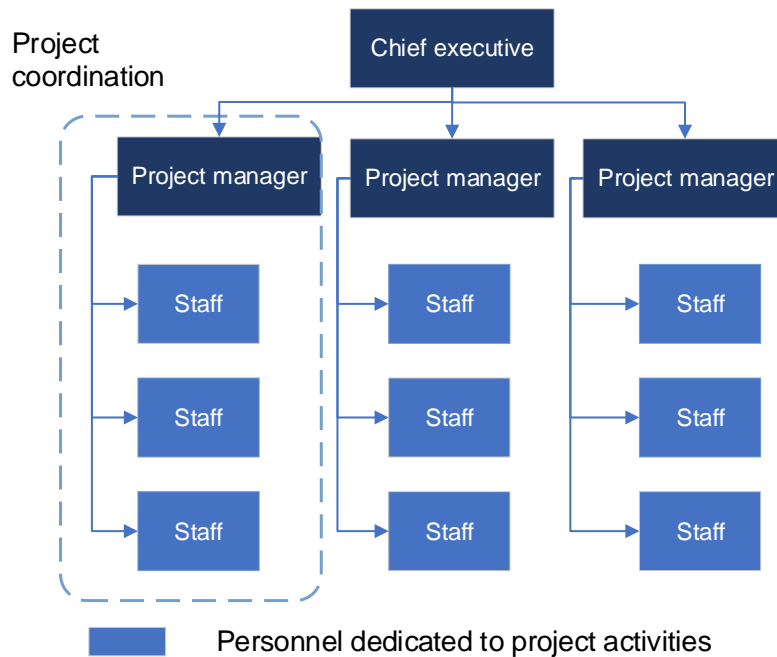 Project
coordination
Chief executive
Project manager
Project manager
Project manager
Staff
Staff
Staff
Staff
Staff
Staff
Staff
Staff
Staff
Personnel dedicated to project activities